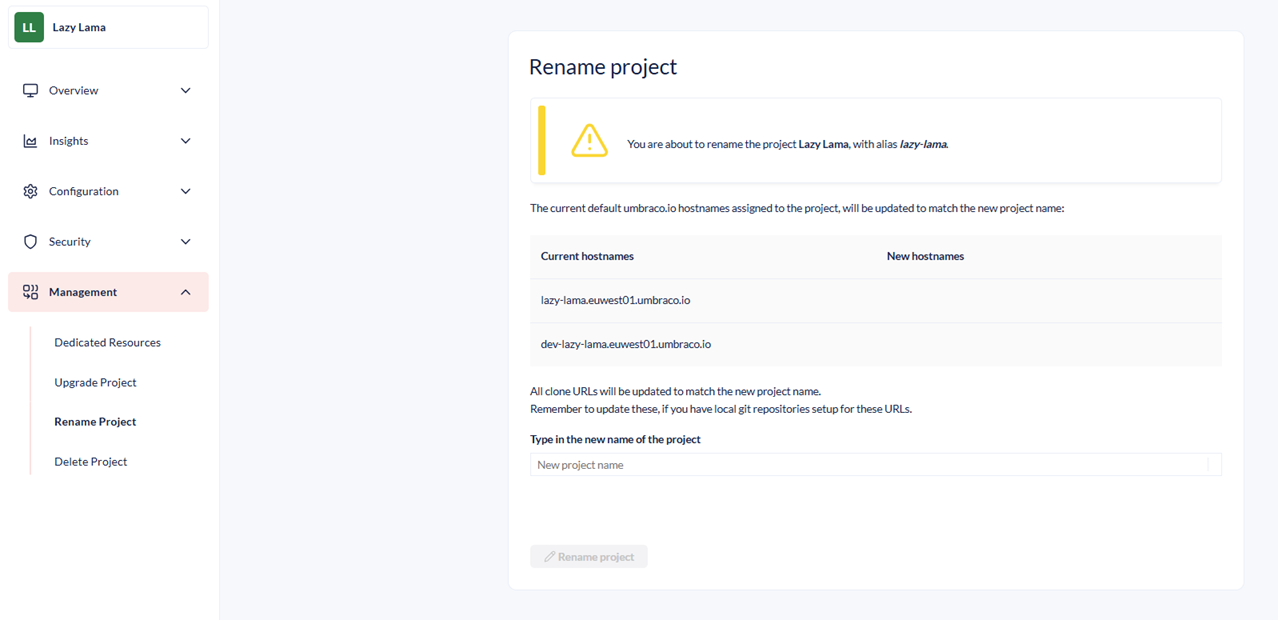 LL Lazy Lama
Overview
Insights
Configuration
Security
Management
Dedicated Resources
Upgrade Project
Rename Project
Delete Project
Rename project
You are about to rename the project Lazy Lama, with alias lazy-lama.
The current default umbraco.io hostnames assigned to the project, will be updated to match the new project name:
Current hostnames New hostnames
lazy-lama.euwest01.umbraco.io
dev-lazy-lama.euwest01.umbraco.io
All clone URLs will be updated to match the new project name.
Remember to update these, if you have local git repositories setup for these URLs.
Type in the new name of the project
New project name
Rename project